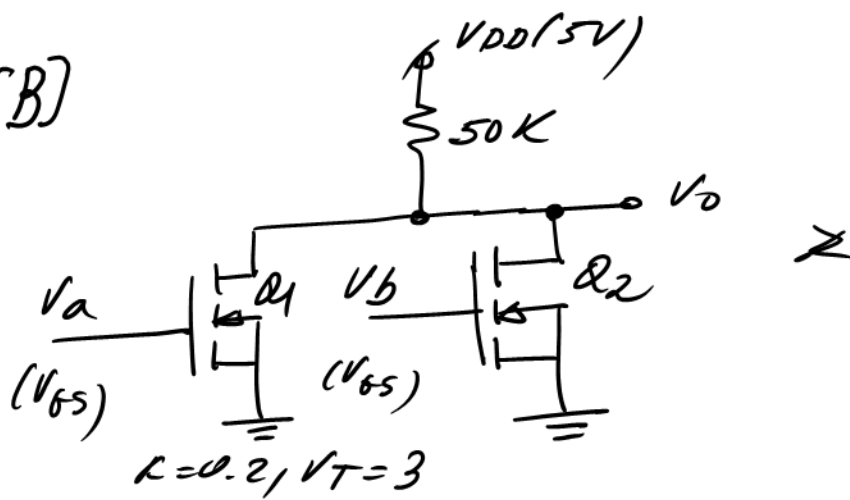 [B]
VDD(5V)
50K
Vo
Va
Q1
Vb
Q2
(VGS)
(VGS)
K=0.2, VT=3